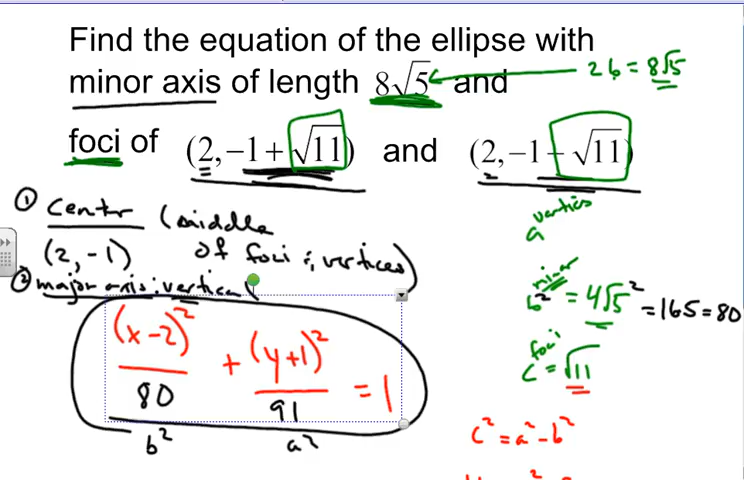 Find the equation of the ellipse with
minor axis of length 8√5 and
2b = 8√5
foci of (2, −1 + √11) and (2, −1 − √11)
① Center (middle
of foci & vertices)
(2, -1)
② major axis: vertical
(x-2)² / 80 + (y+1)² / 91 = 1
b² a²
vertices
a
minor
b² = 4√5² = 16·5 = 80
foci
c = √11
c² = a² - b²